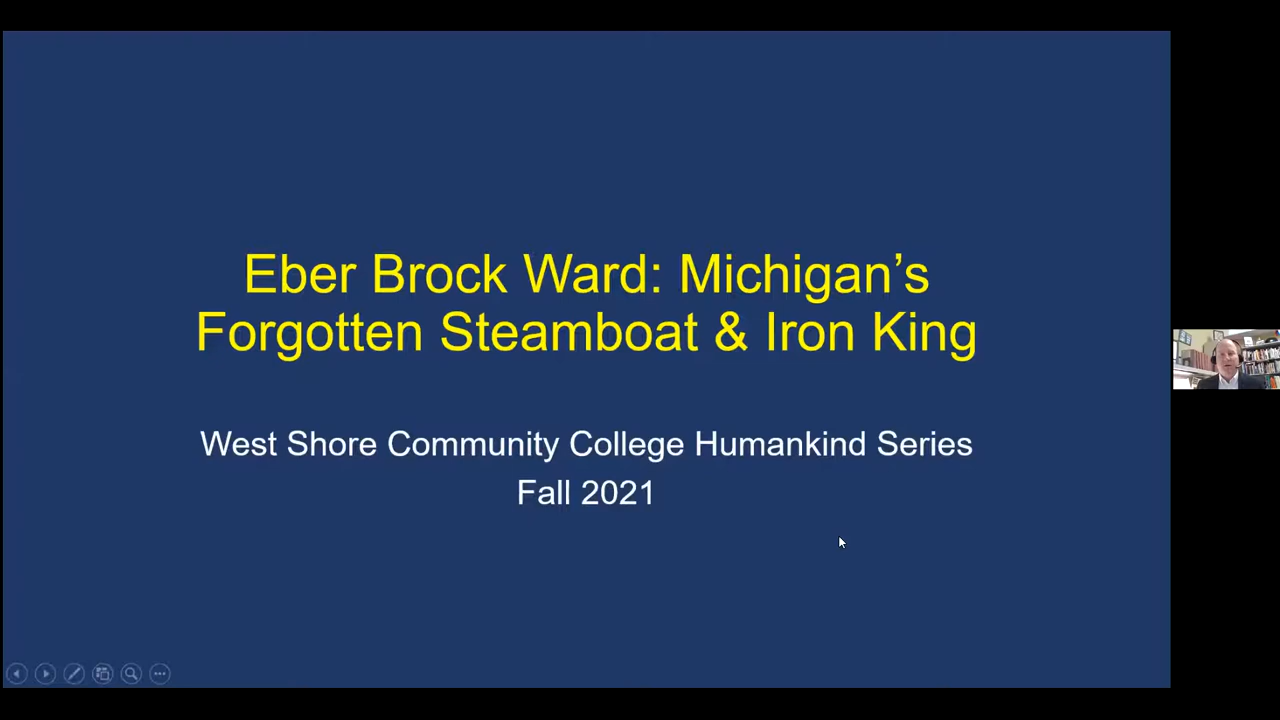 Eber Brock Ward: Michigan’s
Forgotten Steamboat & Iron King
West Shore Community College Humankind Series
Fall 2021